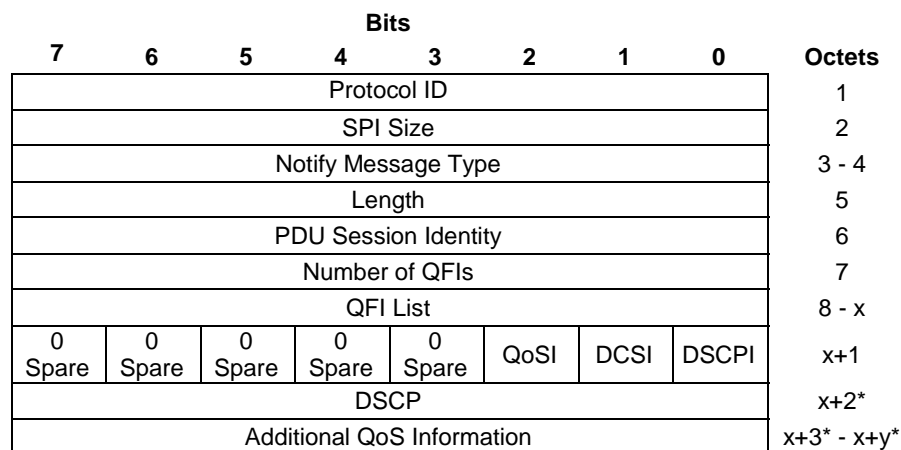 Bits
7 6 5 4 3 2 1 0 Octets
Protocol ID 1
SPI Size 2
Notify Message Type 3 - 4
Length 5
PDU Session Identity 6
Number of QFIs 7
QFI List 8 - x
0 0 0 0 0 QoSI DCSI DSCPI x+1
Spare Spare Spare Spare Spare
DSCP x+2*
Additional QoS Information x+3* - x+y*